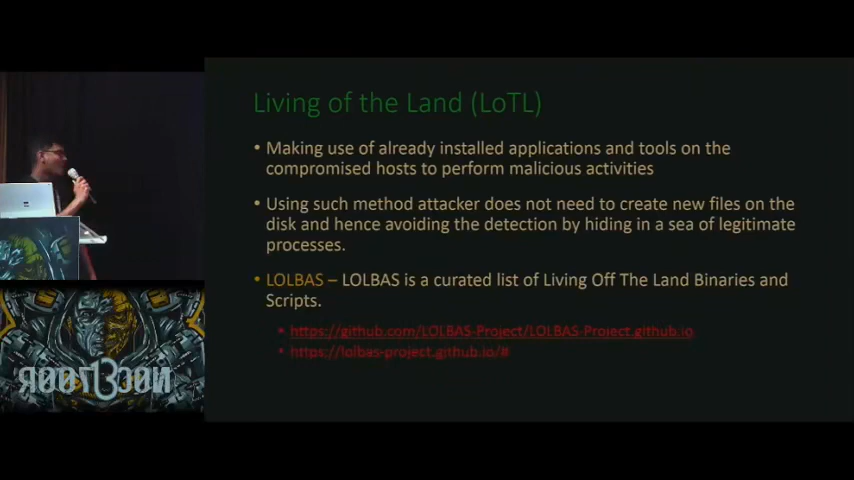 Living of the Land (LoTL)
• Making use of already installed applications and tools on the
compromised hosts to perform malicious activities
• Using such method attacker does not need to create new files on the
disk and hence avoiding the detection by hiding in a sea of legitimate
processes.
• LOLBAS – LOLBAS is a curated list of Living Off The Land Binaries and
Scripts.
• https://github.com/LOLBAS-Project/LOLBAS-Project.github.io
• https://lolbas-project.github.io/#